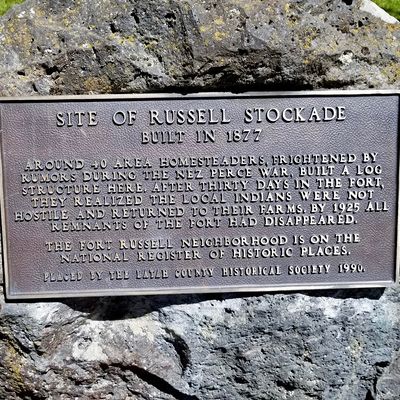 SITE OF RUSSELL STOCKADE
BUILT IN 1877
AROUND 40 AREA HOMESTEADERS, FRIGHTENED BY
RUMORS DURING THE NEZ PERCE WAR, BUILT A LOG
STRUCTURE HERE. AFTER THIRTY DAYS IN THE FORT,
THEY REALIZED THE LOCAL INDIANS WERE NOT
HOSTILE AND RETURNED TO THEIR FARMS. BY 1925 ALL
REMNANTS OF THE FORT HAD DISAPPEARED.
THE FORT RUSSELL NEIGHBORHOOD IS ON THE
NATIONAL REGISTER OF HISTORIC PLACES.
PLACED BY THE LATAH COUNTY HISTORICAL SOCIETY 1990.